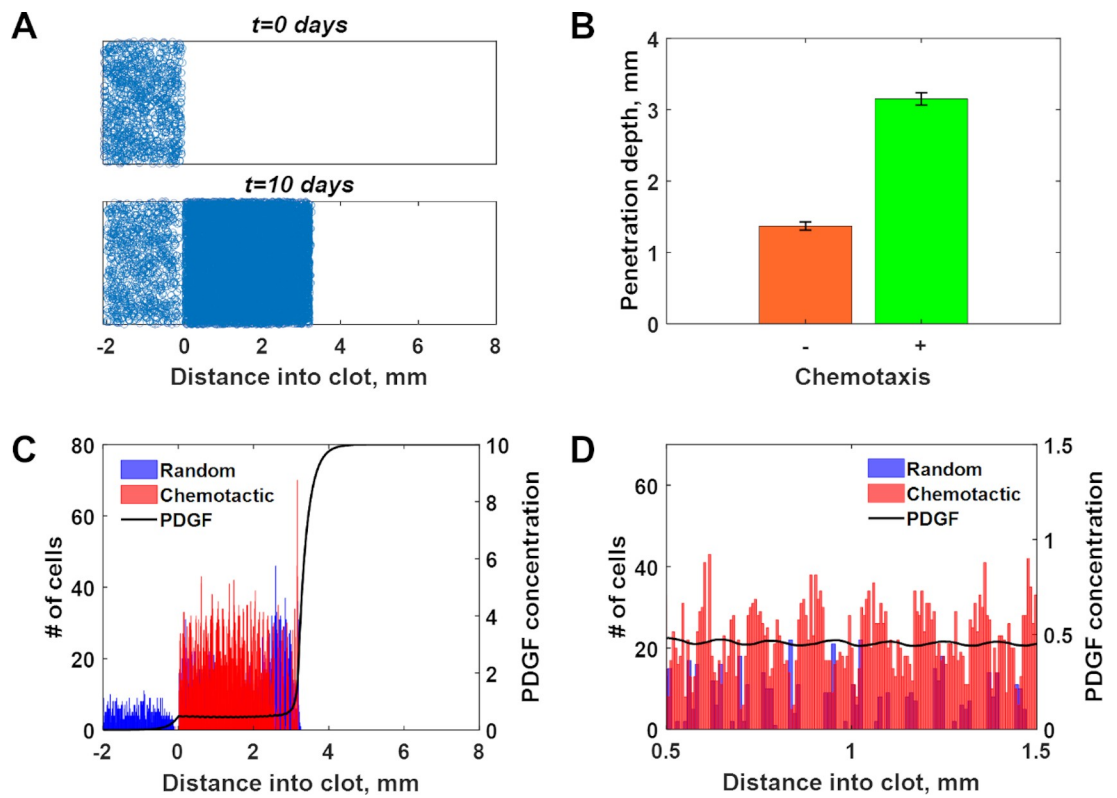 A
t=0 days
t=10 days
-2 0 2 4 6 8
Distance into clot, mm
B
4
3
2
1
0
Penetration depth, mm
- +
Chemotaxis
C
80
60
40
20
0
# of cells
Random
Chemotactic
PDGF
10
8
6
4
2
0
PDGF concentration
-2 0 2 4 6 8
Distance into clot, mm
D
60
40
20
0
# of cells
Random
Chemotactic
PDGF
1.5
1
0.5
0
PDGF concentration
0.5 1 1.5
Distance into clot, mm